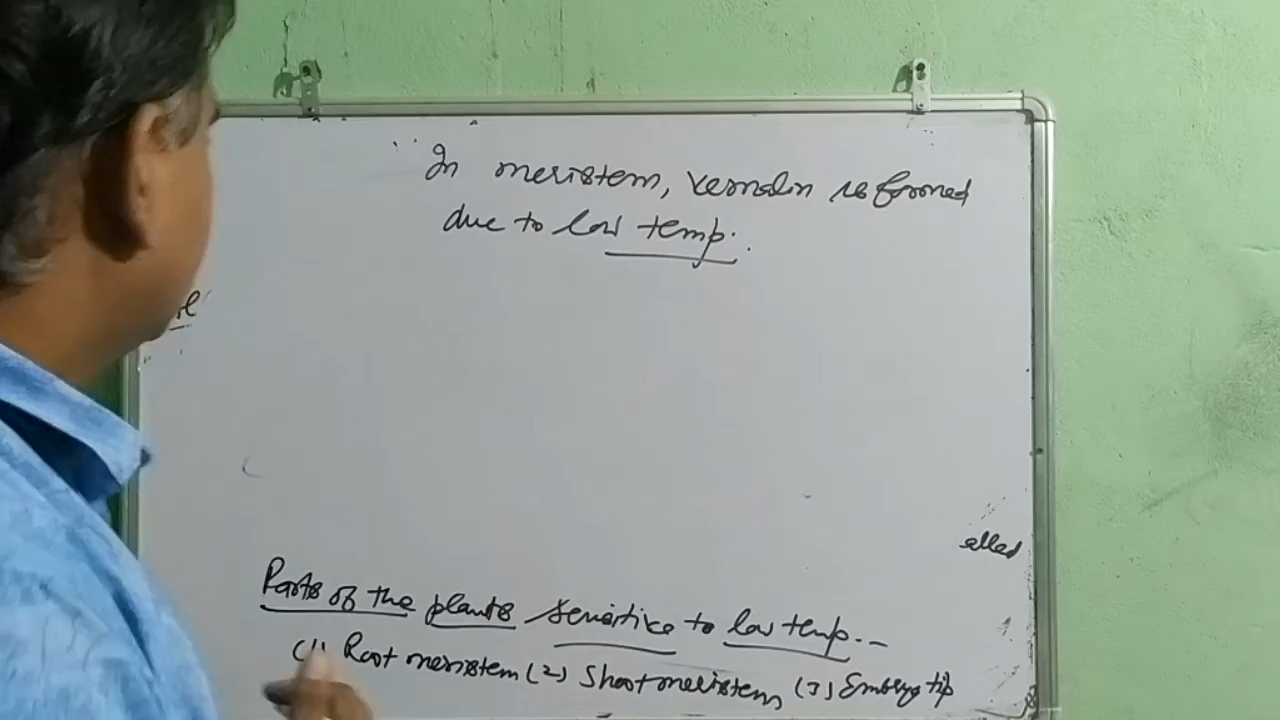 In meristem, vernalin is formed
due to low temp.
elled
Parts of the plants sensitive to low temp. -
(1) Root meristem (2) Shoot meristem (3) Embryo tip